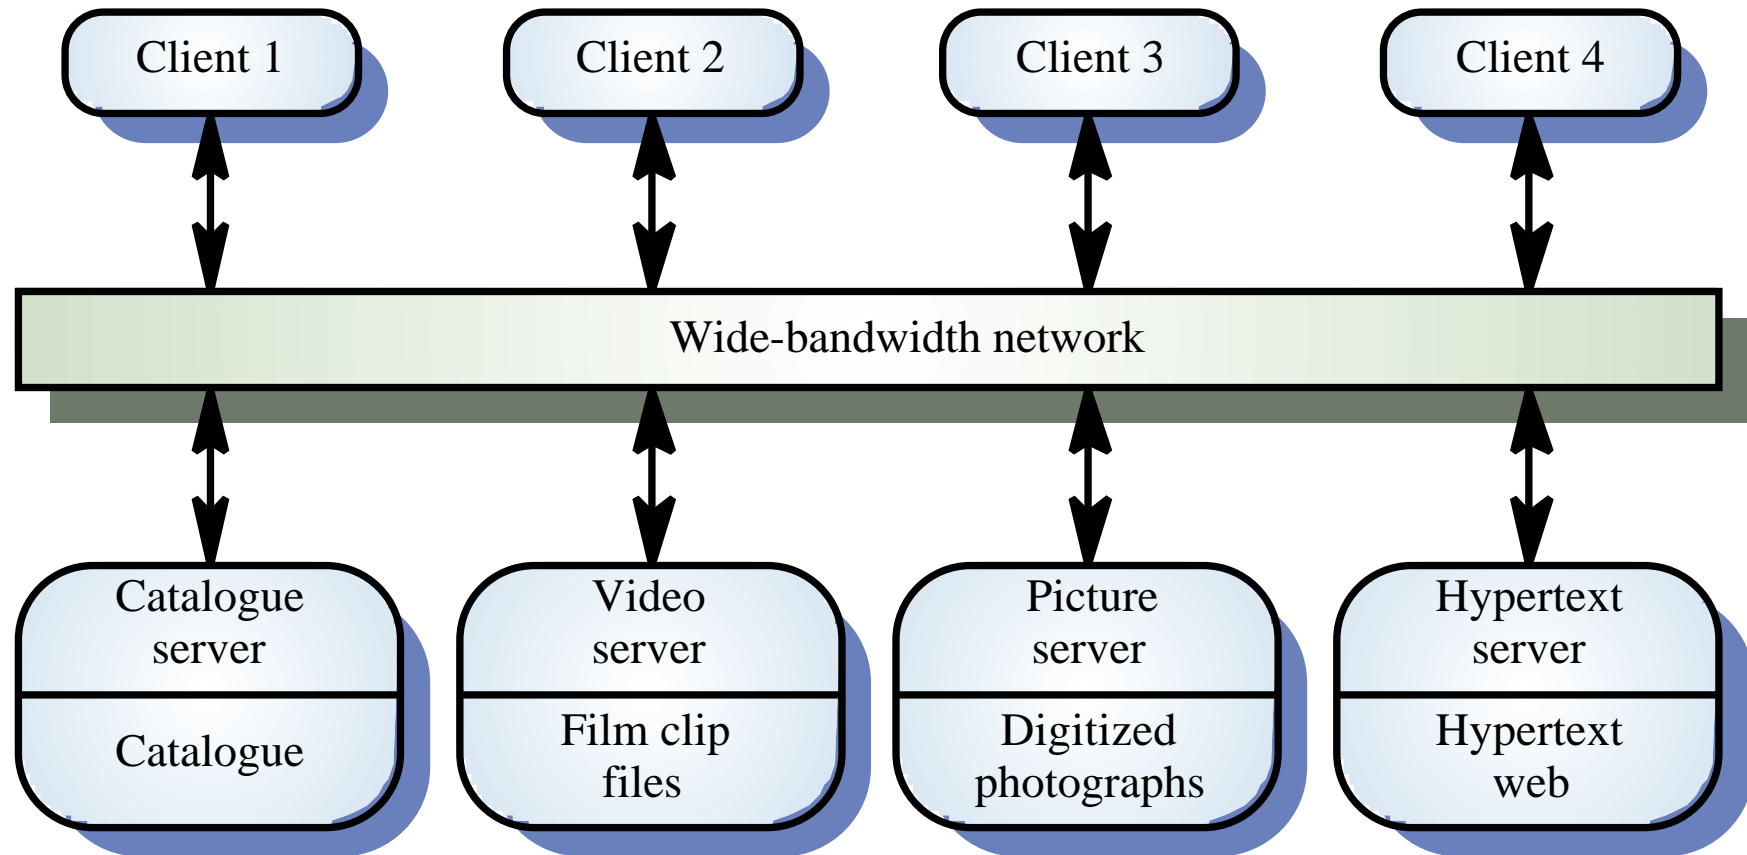 Client 1
Client 2
Client 3
Client 4
Wide-bandwidth network
Catalogue
server
Catalogue
Video
server
Film clip
files
Picture
server
Digitized
photographs
Hypertext
server
Hypertext
web